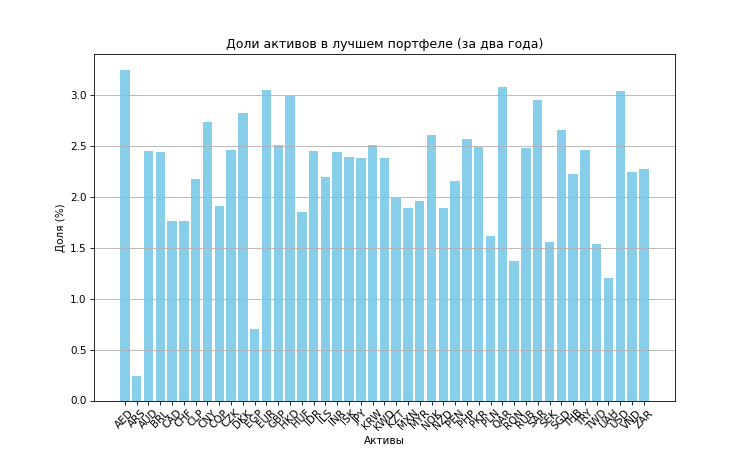 Доли активов в лучшем портфеле (за два года)
Доля (%)
3.0
2.5
2.0
1.5
1.0
0.5
0.0
AED
ARS
AUD
BRL
CAD
CHF
CLP
CNY
COP
CZK
DKK
EGP
EUR
GBP
HKD
HUF
IDR
ILS
INR
ISK
JPY
KRW
KWD
KZT
MXN
MYR
NOK
NZD
PEN
PHP
PKR
PLN
QAR
RON
RUB
SAR
SEK
SGD
THB
TRY
TWD
UAH
USD
VND
ZAR
Активы